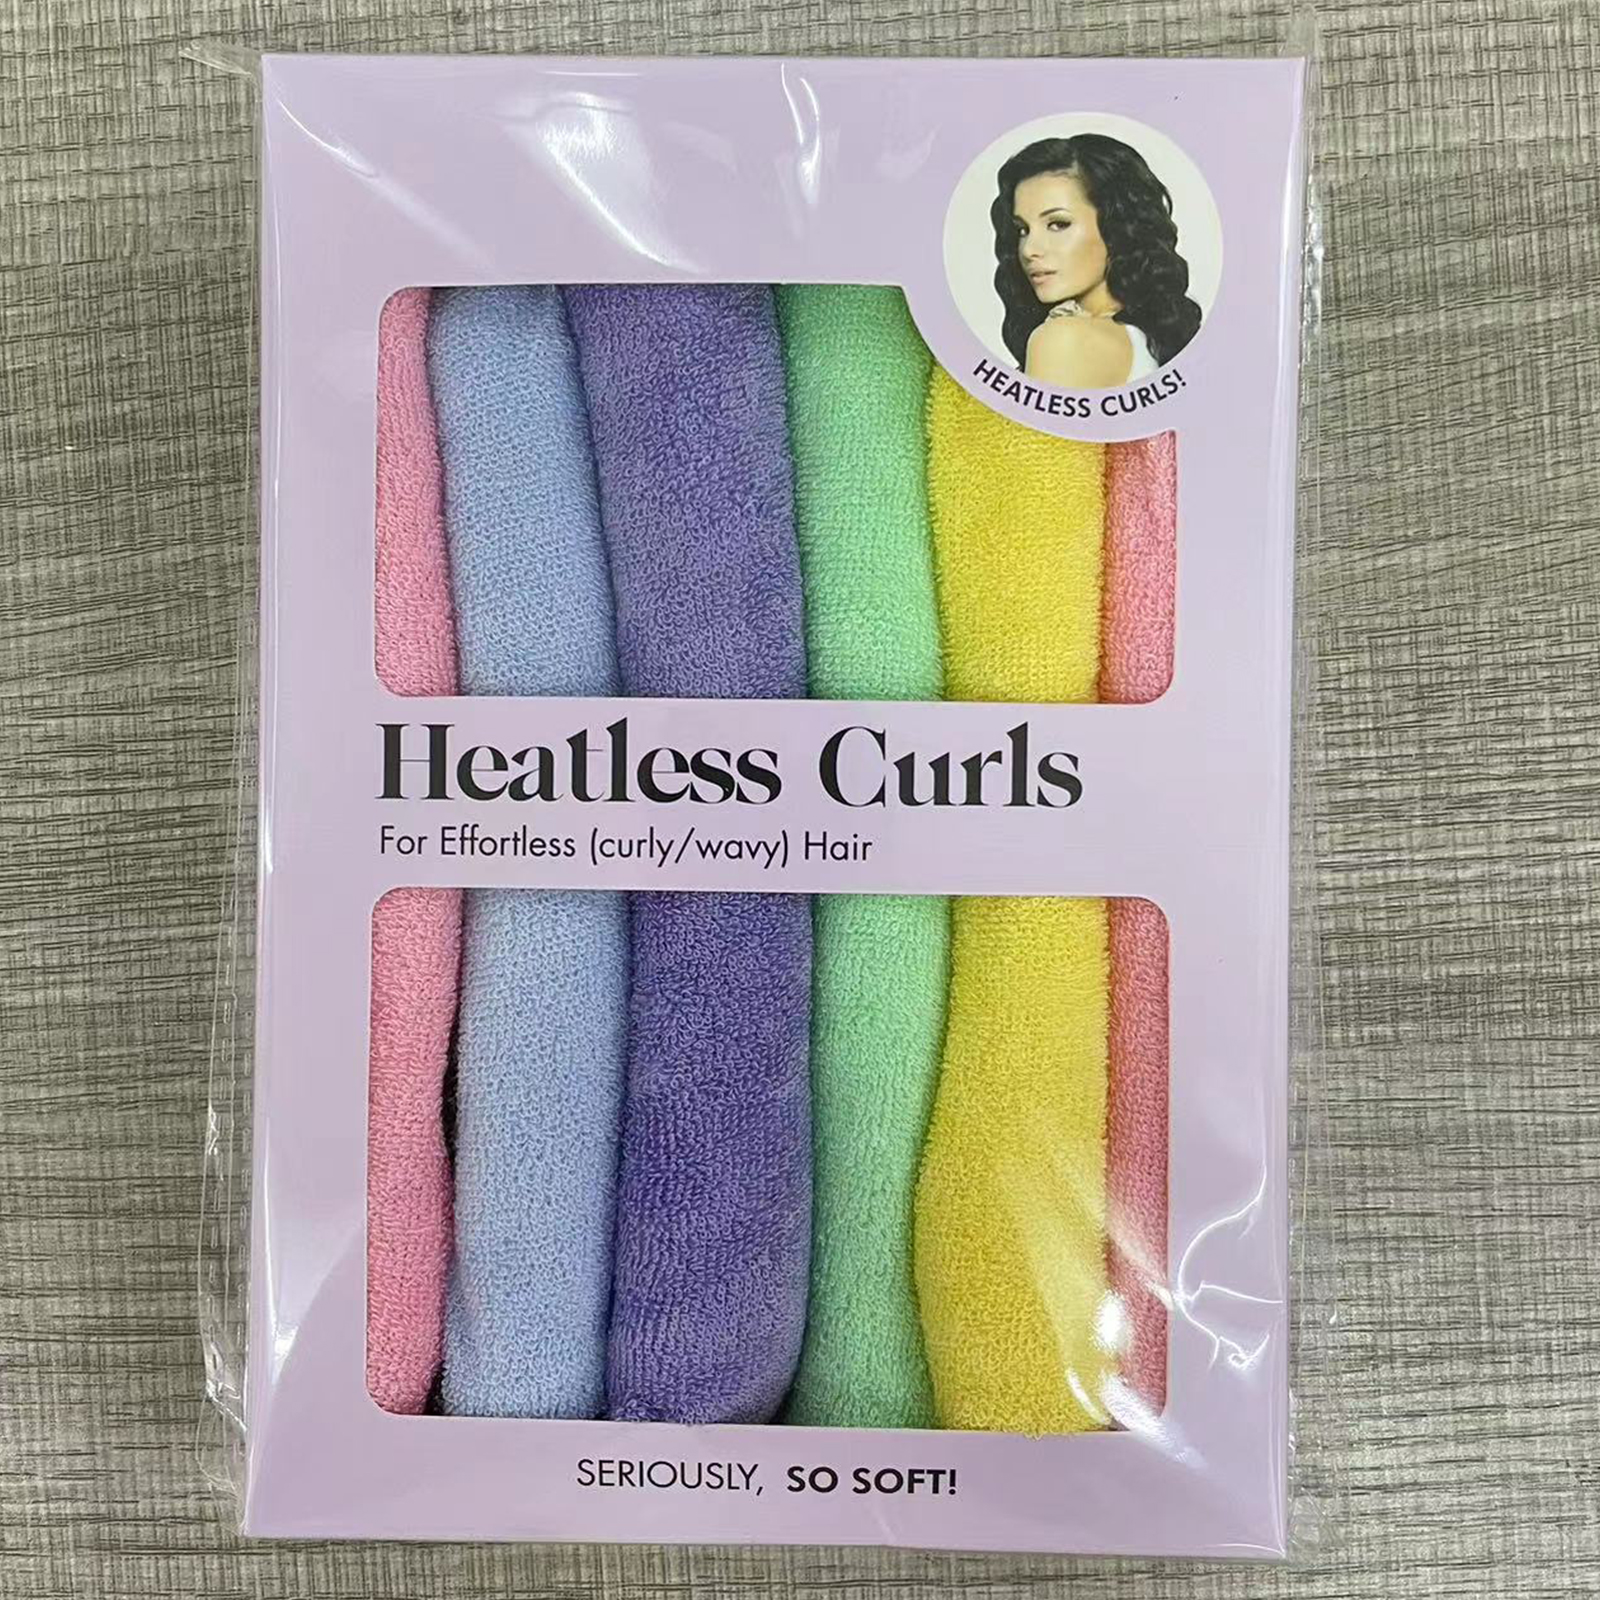 HEATLESS CURLS!
Heatless Curls
For Effortless (curly/wavy) Hair
SERIOUSLY, SO SOFT!